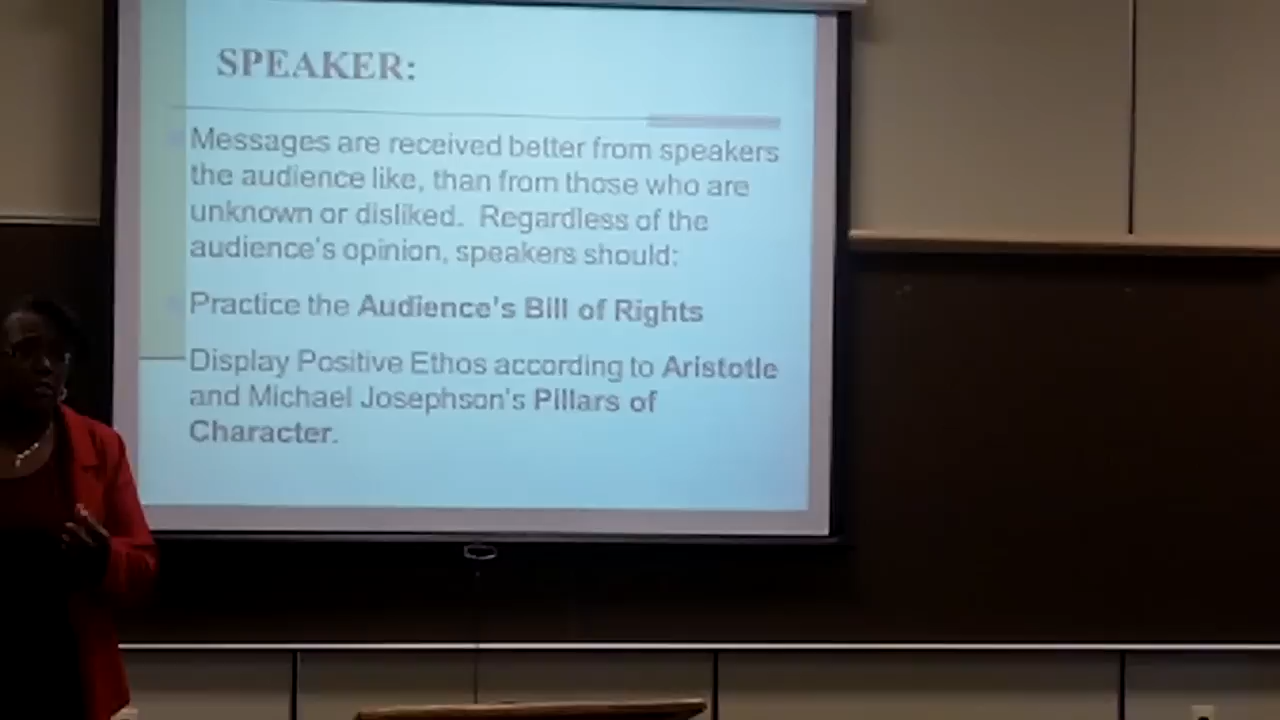 SPEAKER:
Messages are received better from speakers
the audience like, than from those who are
unknown or disliked. Regardless of the
audience's opinion, speakers should:
Practice the Audience's Bill of Rights
Display Positive Ethos according to Aristotle
and Michael Josephson's Pillars of
Character.